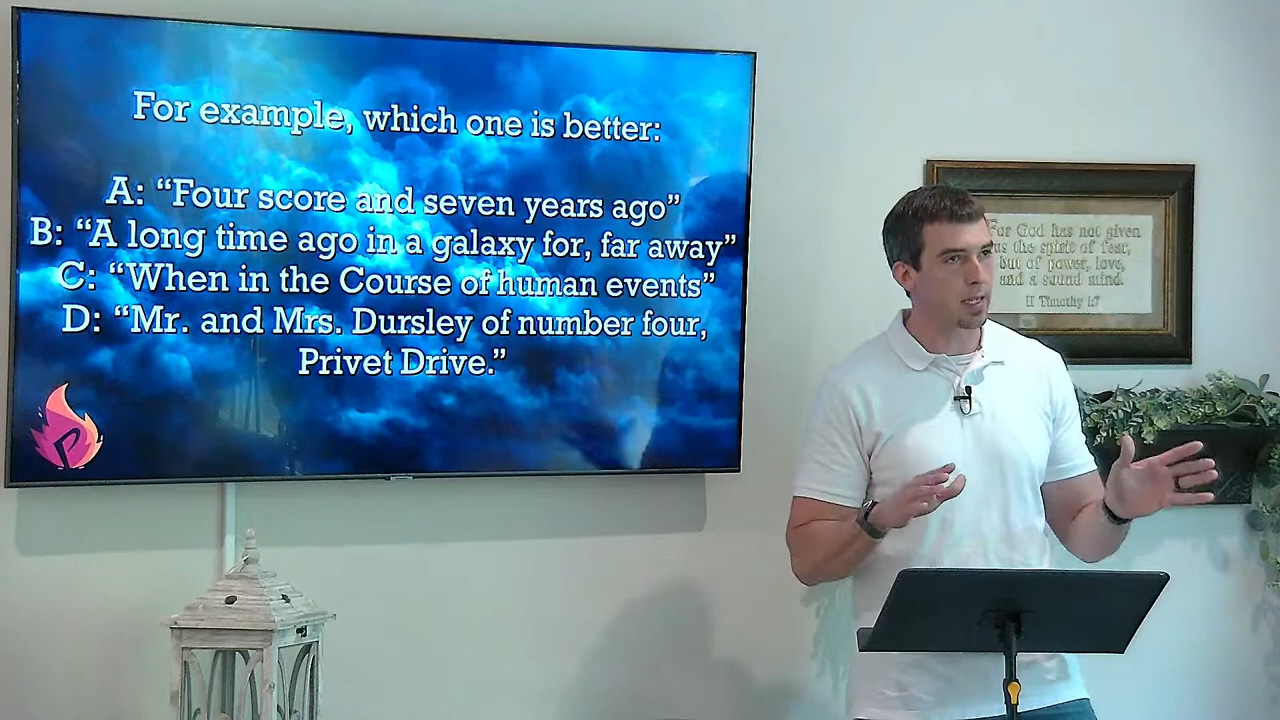 For example, which one is better:
A: “Four score and seven years ago”
B: “A long time ago in a galaxy for, far away”
C: “When in the Course of human events”
D: “Mr. and Mrs. Dursley of number four,
Privet Drive.”
P
For God has not given
us the spirit of fear,
but of power, love,
and a sound mind.
II Timothy 1:7